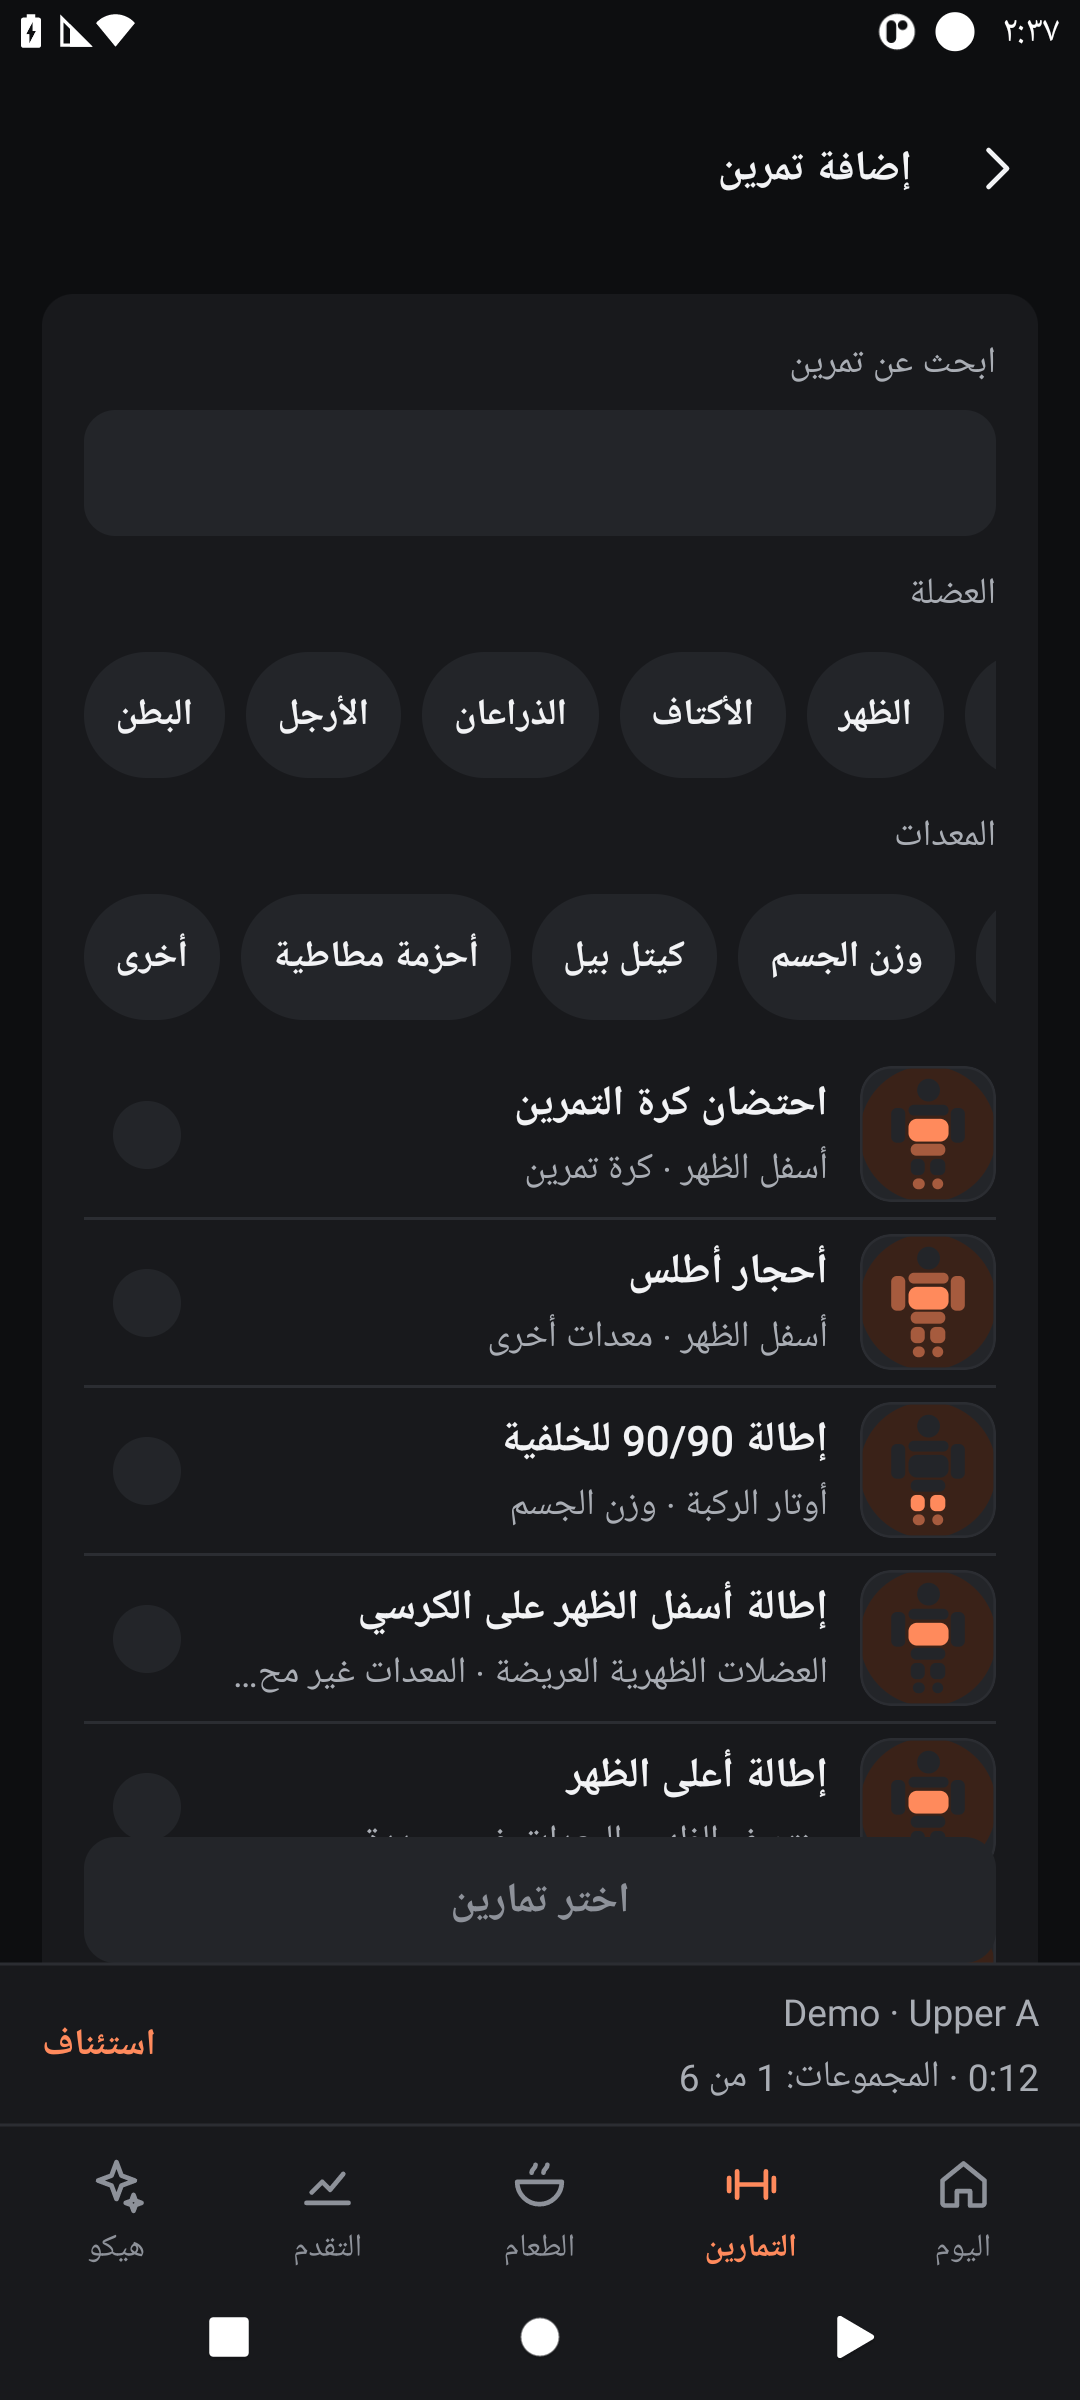 ٢:٣٧
إضافة تمرين
ابحث عن تمرين
العضلة
الظهر
الأكتاف
الذراعان
الأرجل
البطن
المعدات
وزن الجسم
كيتل بيل
أحزمة مطاطية
أخرى
احتضان كرة التمرين
أسفل الظهر · كرة تمرين
أحجار أطلس
أسفل الظهر · معدات أخرى
إطالة 90/90 للخلفية
أوتار الركبة · وزن الجسم
إطالة أسفل الظهر على الكرسي
العضلات الظهرية العريضة · المعدات غير مح...
إطالة أعلى الظهر
اختر تمارين
Demo · Upper A
0:12 · المجموعات: 1 من 6
استئناف
اليوم
التمارين
الطعام
التقدم
هيكو